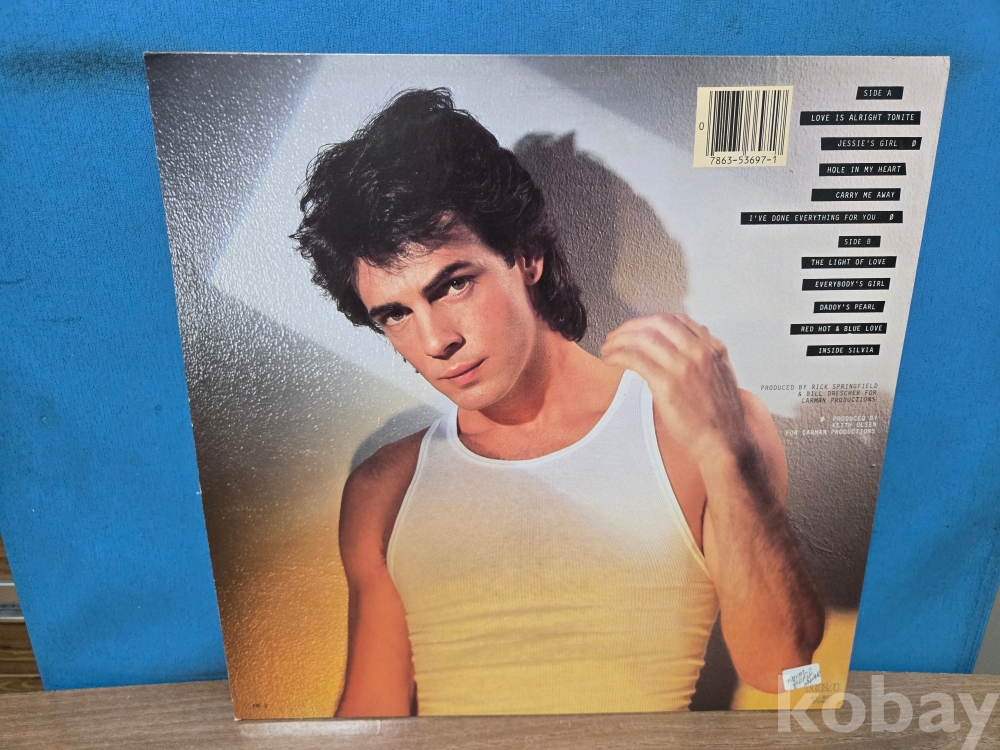 0
7863-53697-1
SIDE A
LOVE IS ALRIGHT TONITE
JESSIE'S GIRL Ø
HOLE IN MY HEART
CARRY ME AWAY
I'VE DONE EVERYTHING FOR YOU Ø
SIDE B
THE LIGHT OF LOVE
EVERYBODY'S GIRL
DADDY'S PEARL
RED HOT & BLUE LOVE
INSIDE SILVIA
PRODUCED BY RICK SPRINGFIELD
& BILL DRESCHER FOR
CARMAN PRODUCTIONS
Ø PRODUCED BY
KEITH OLSEN
FOR CARMAN PRODUCTIONS
kobay